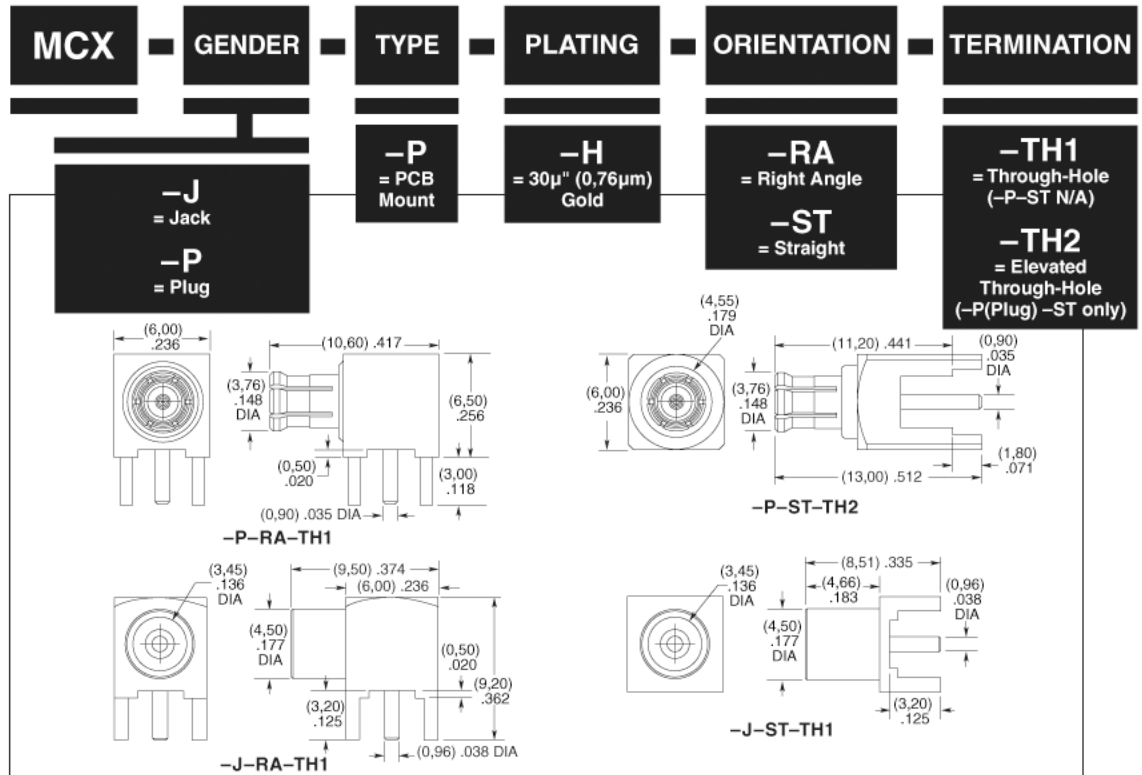 MCX - GENDER - TYPE - PLATING - ORIENTATION - TERMINATION
–J
= Jack
–P
= Plug
–P
= PCB
Mount
–H
= 30µ" (0,76µm)
Gold
–RA
= Right Angle
–ST
= Straight
–TH1
= Through-Hole
(–P–ST N/A)
–TH2
= Elevated
Through-Hole
(–P(Plug) –ST only)
(6,00)
.236
(10,60) .417
(3,76)
.148
DIA
(6,50)
.256
(0,50)
.020
(3,00)
.118
(0,90) .035 DIA
–P–RA–TH1
(4,55)
.179
DIA
(6,00)
.236
(11,20) .441
(3,76)
.148
DIA
(0,90)
.035
DIA
(1,80)
.071
(13,00) .512
–P–ST–TH2
(3,45)
.136
DIA
(9,50) .374
(6,00) .236
(4,50)
.177
DIA
(0,50)
.020
(9,20)
.362
(3,20)
.125
(0,96) .038 DIA
–J–RA–TH1
(3,45)
.136
DIA
(8,51) .335
(4,66)
.183
(4,50)
.177
DIA
(0,96)
.038
DIA
(3,20)
.125
–J–ST–TH1